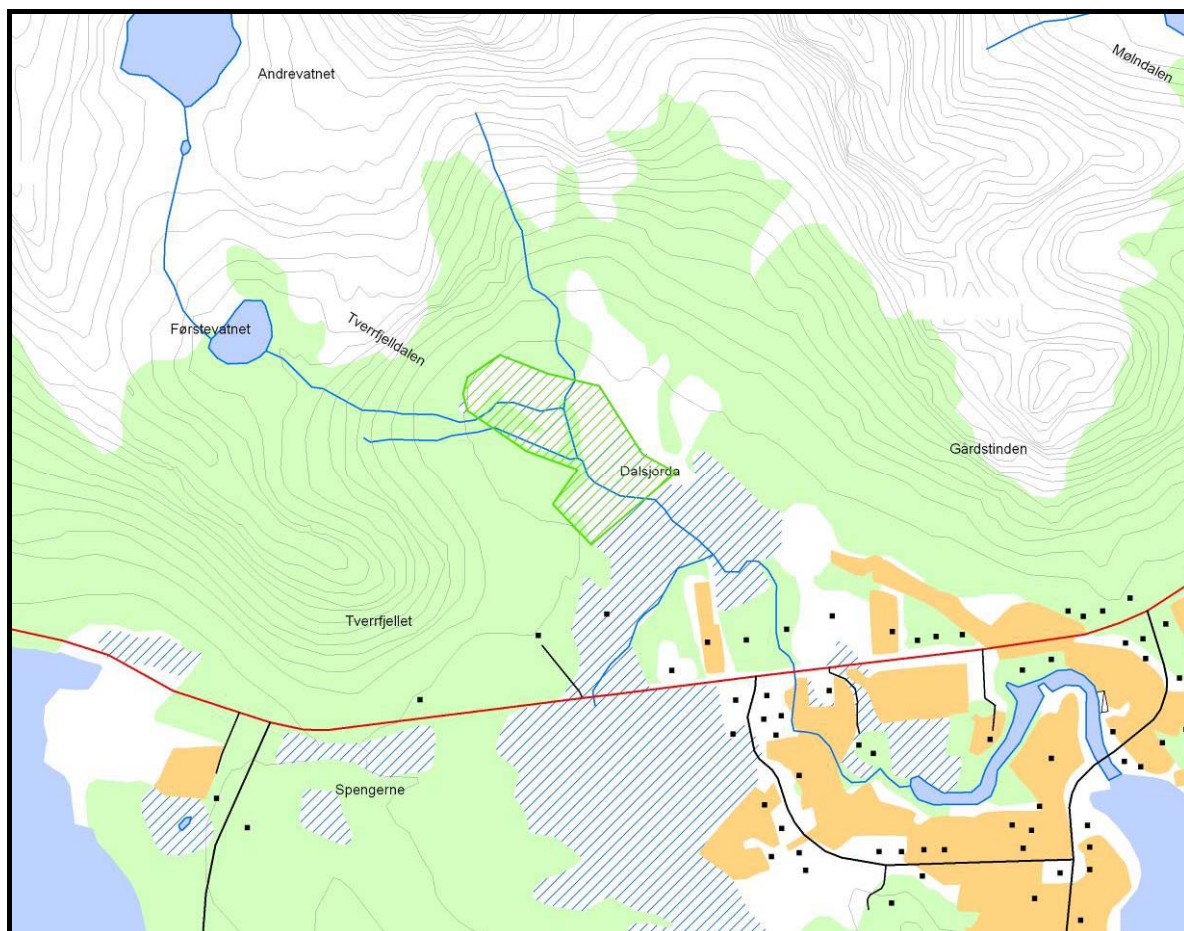 Andrevatnet
Mølndalen
Førstevatnet
Tverrfjelldalen
Gårdstinden
Dalsjorda
Tverrfjellet
Spengerne